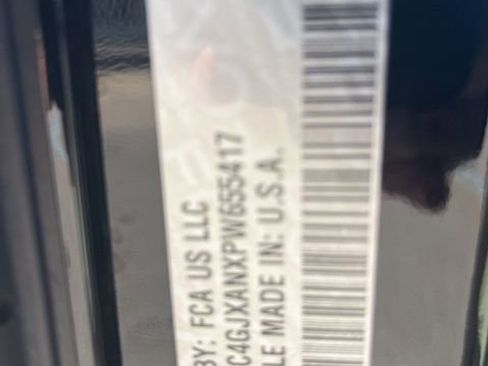 BY: FCA US LLC
C4GJXANXPW655417
LE MADE IN: U.S.A.